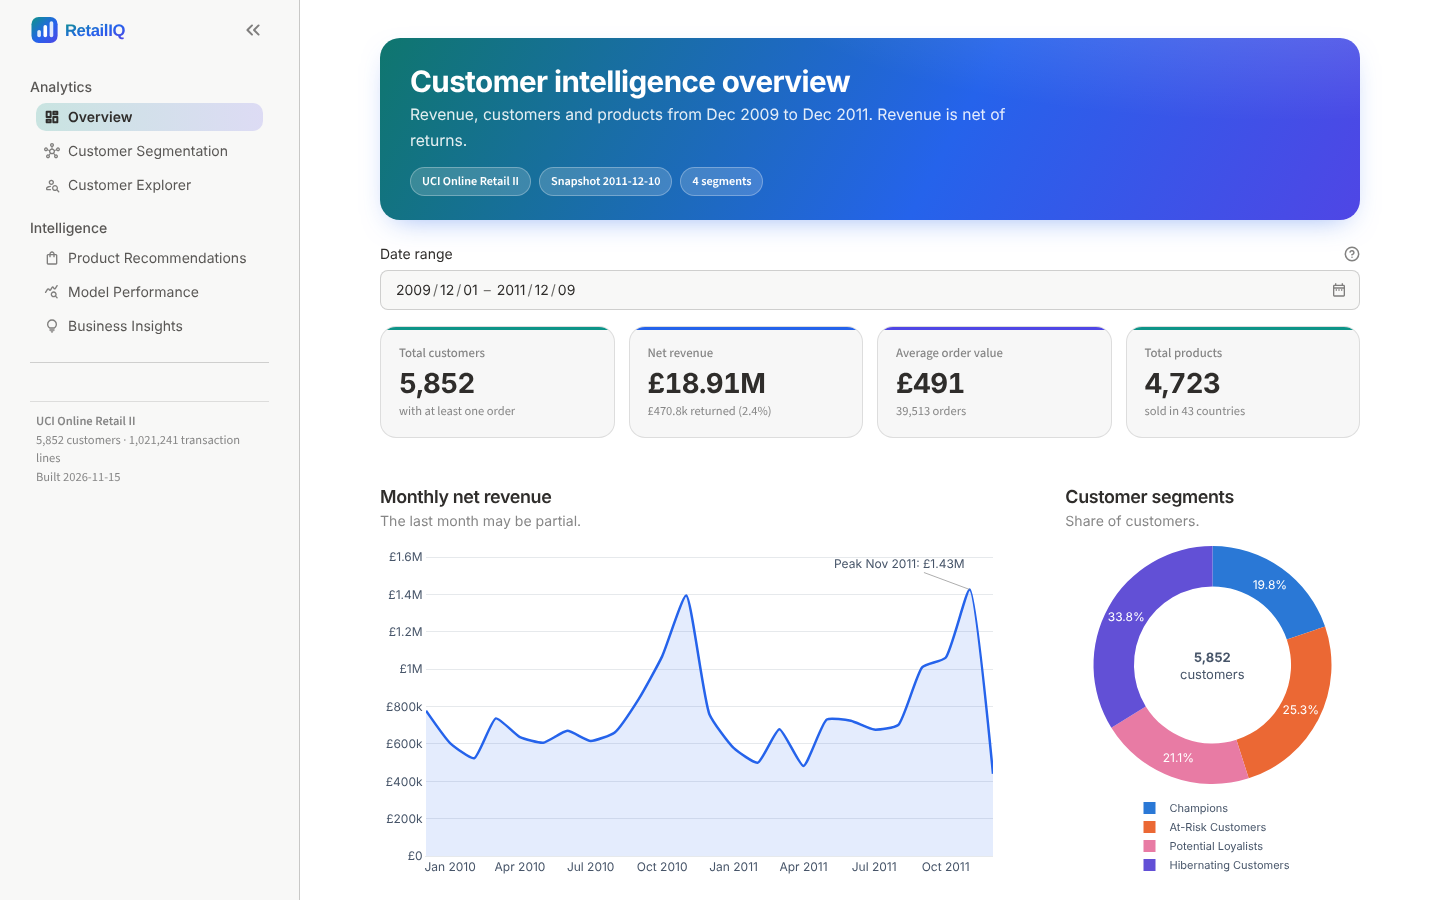 RetailIQ
Analytics
Overview
Customer Segmentation
Customer Explorer
Intelligence
Product Recommendations
Model Performance
Business Insights
UCI Online Retail II
5,852 customers · 1,021,241 transaction
lines
Built 2026-11-15
Customer intelligence overview
Revenue, customers and products from Dec 2009 to Dec 2011. Revenue is net of
returns.
UCI Online Retail II
Snapshot 2011-12-10
4 segments
Date range
2009/12/01 – 2011/12/09
Total customers
5,852
with at least one order
Net revenue
£18.91M
£470.8k returned (2.4%)
Average order value
£491
39,513 orders
Total products
4,723
sold in 43 countries
Monthly net revenue
The last month may be partial.
£1.6M
£1.4M
£1.2M
£1M
£800k
£600k
£400k
£200k
£0
Peak Nov 2011: £1.43M
Jan 2010
Apr 2010
Jul 2010
Oct 2010
Jan 2011
Apr 2011
Jul 2011
Oct 2011
Customer segments
Share of customers.
19.8%
33.8%
25.3%
21.1%
5,852
customers
Champions
At-Risk Customers
Potential Loyalists
Hibernating Customers